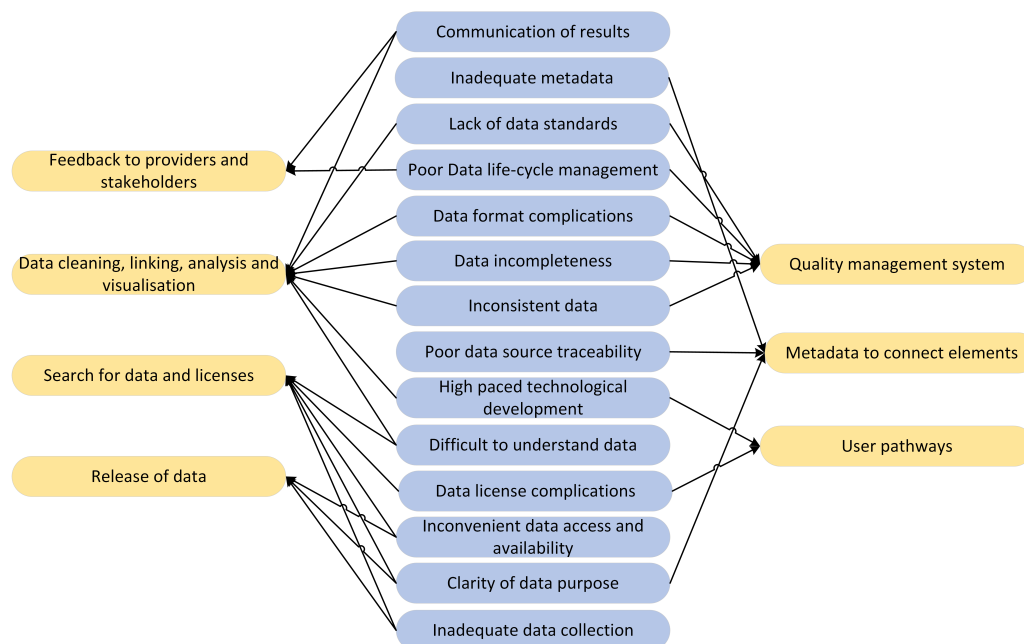 Communication of results
Inadequate metadata
Lack of data standards
Poor Data life-cycle management
Data format complications
Data incompleteness
Inconsistent data
Poor data source traceability
High paced technological
development
Difficult to understand data
Data license complications
Inconvenient data access and
availability
Clarity of data purpose
Inadequate data collection
Feedback to providers and
stakeholders
Data cleaning, linking, analysis and
visualisation
Search for data and licenses
Release of data
Quality management system
Metadata to connect elements
User pathways